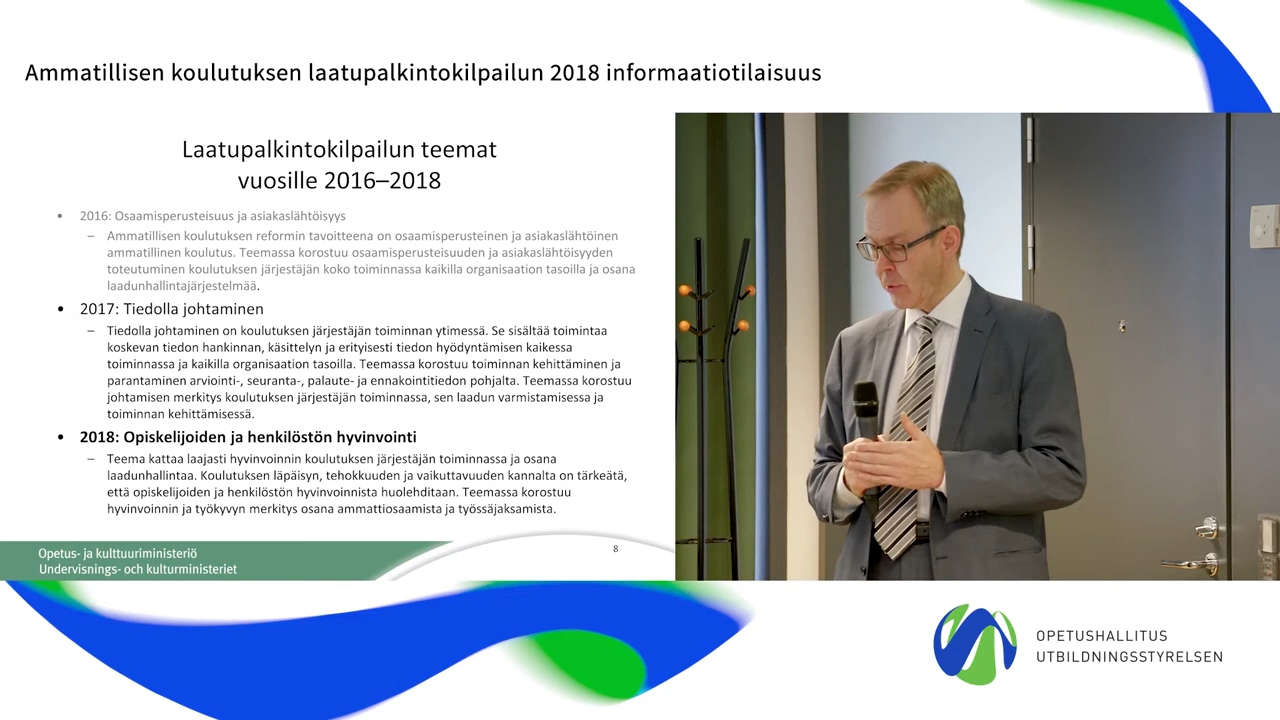 Ammatillisen koulutuksen laatupalkintokilpailun 2018 informaatiotilaisuus
Laatupalkintokilpailun teemat
vuosille 2016–2018
• 2016: Osaamisperusteisuus ja asiakaslähtöisyys
– Ammatillisen koulutuksen reformin tavoitteena on osaamisperusteinen ja asiakaslähtöinen
ammatillinen koulutus. Teemassa korostuu osaamisperusteisuuden ja asiakaslähtöisyyden
toteutuminen koulutuksen järjestäjän koko toiminnassa kaikilla organisaation tasoilla ja osana
laadunhallintajärjestelmää.
• 2017: Tiedolla johtaminen
– Tiedolla johtaminen on koulutuksen järjestäjän toiminnan ytimessä. Se sisältää toimintaa
koskevan tiedon hankinnan, käsittelyn ja erityisesti tiedon hyödyntämisen kaikessa
toiminnassa ja kaikilla organisaation tasoilla. Teemassa korostuu toiminnan kehittäminen ja
parantaminen arviointi-, seuranta-, palaute- ja ennakointitiedon pohjalta. Teemassa korostuu
johtamisen merkitys koulutuksen järjestäjän toiminnassa, sen laadun varmistamisessa ja
toiminnan kehittämisessä.
• 2018: Opiskelijoiden ja henkilöstön hyvinvointi
– Teema kattaa laajasti hyvinvoinnin koulutuksen järjestäjän toiminnassa ja osana
laadunhallintaa. Koulutuksen läpäisyn, tehokkuuden ja vaikuttavuuden kannalta on tärkeätä,
että opiskelijoiden ja henkilöstön hyvinvoinnista huolehditaan. Teemassa korostuu
hyvinvoinnin ja työkyvyn merkitys osana ammattiosaamista ja työssäjaksamista.
8
Opetus- ja kulttuuriministeriö
Undervisnings- och kulturministeriet
OPETUSHALLITUS
UTBILDNINGSSTYRELSEN